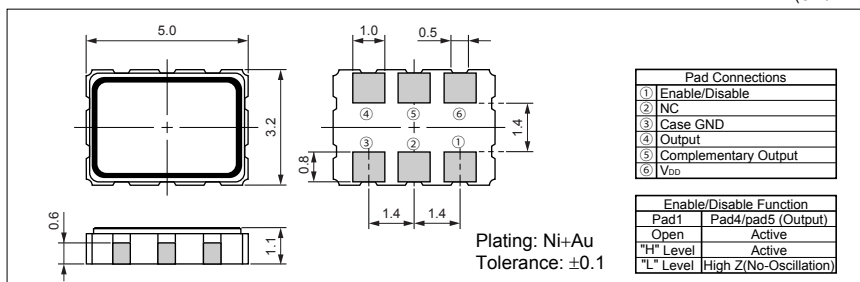 5.0
1.0
0.5
3.2
④ ⑤ ⑥
③ ② ①
1.4
0.8
1.4 1.4
0.6
1.1
Plating: Ni+Au
Tolerance: ±0.1
Pad Connections
① Enable/Disable
② NC
③ Case GND
④ Output
⑤ Complementary Output
⑥ VDD
Enable/Disable Function
Pad1 Pad4/pad5 (Output)
Open Active
"H" Level Active
"L" Level High Z(No-Oscillation)